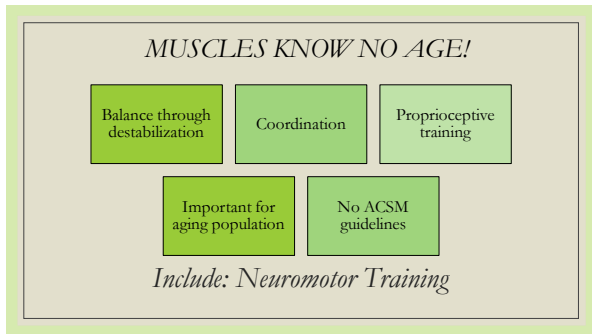 MUSCLES KNOW NO AGE!
Balance through
destabilization
Coordination
Proprioceptive
training
Important for
aging population
No ACSM
guidelines
Include: Neuromotor Training